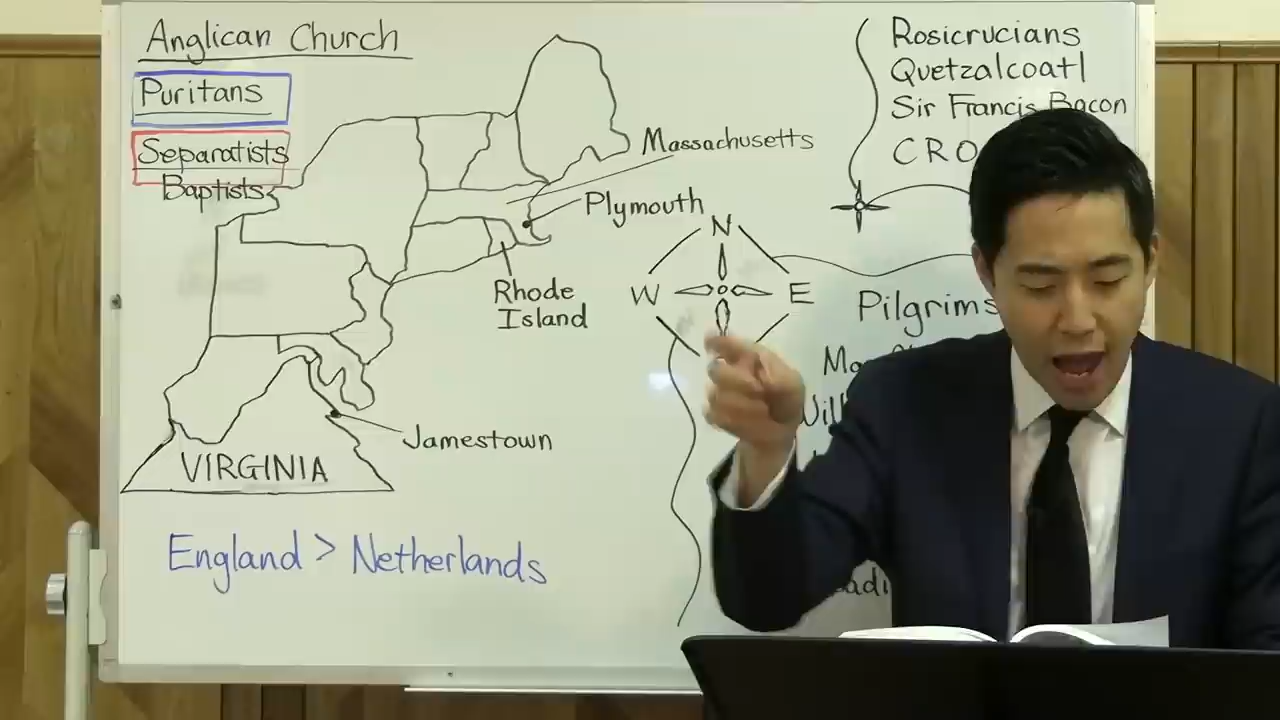 Anglican Church
Puritans
Separatists
Baptists
Massachusetts
Plymouth
Rhode
Island
Jamestown
VIRGINIA
England > Netherlands
N
W
E
Rosicrucians
Quetzalcoatl
Sir Francis Bacon
Pilgrims